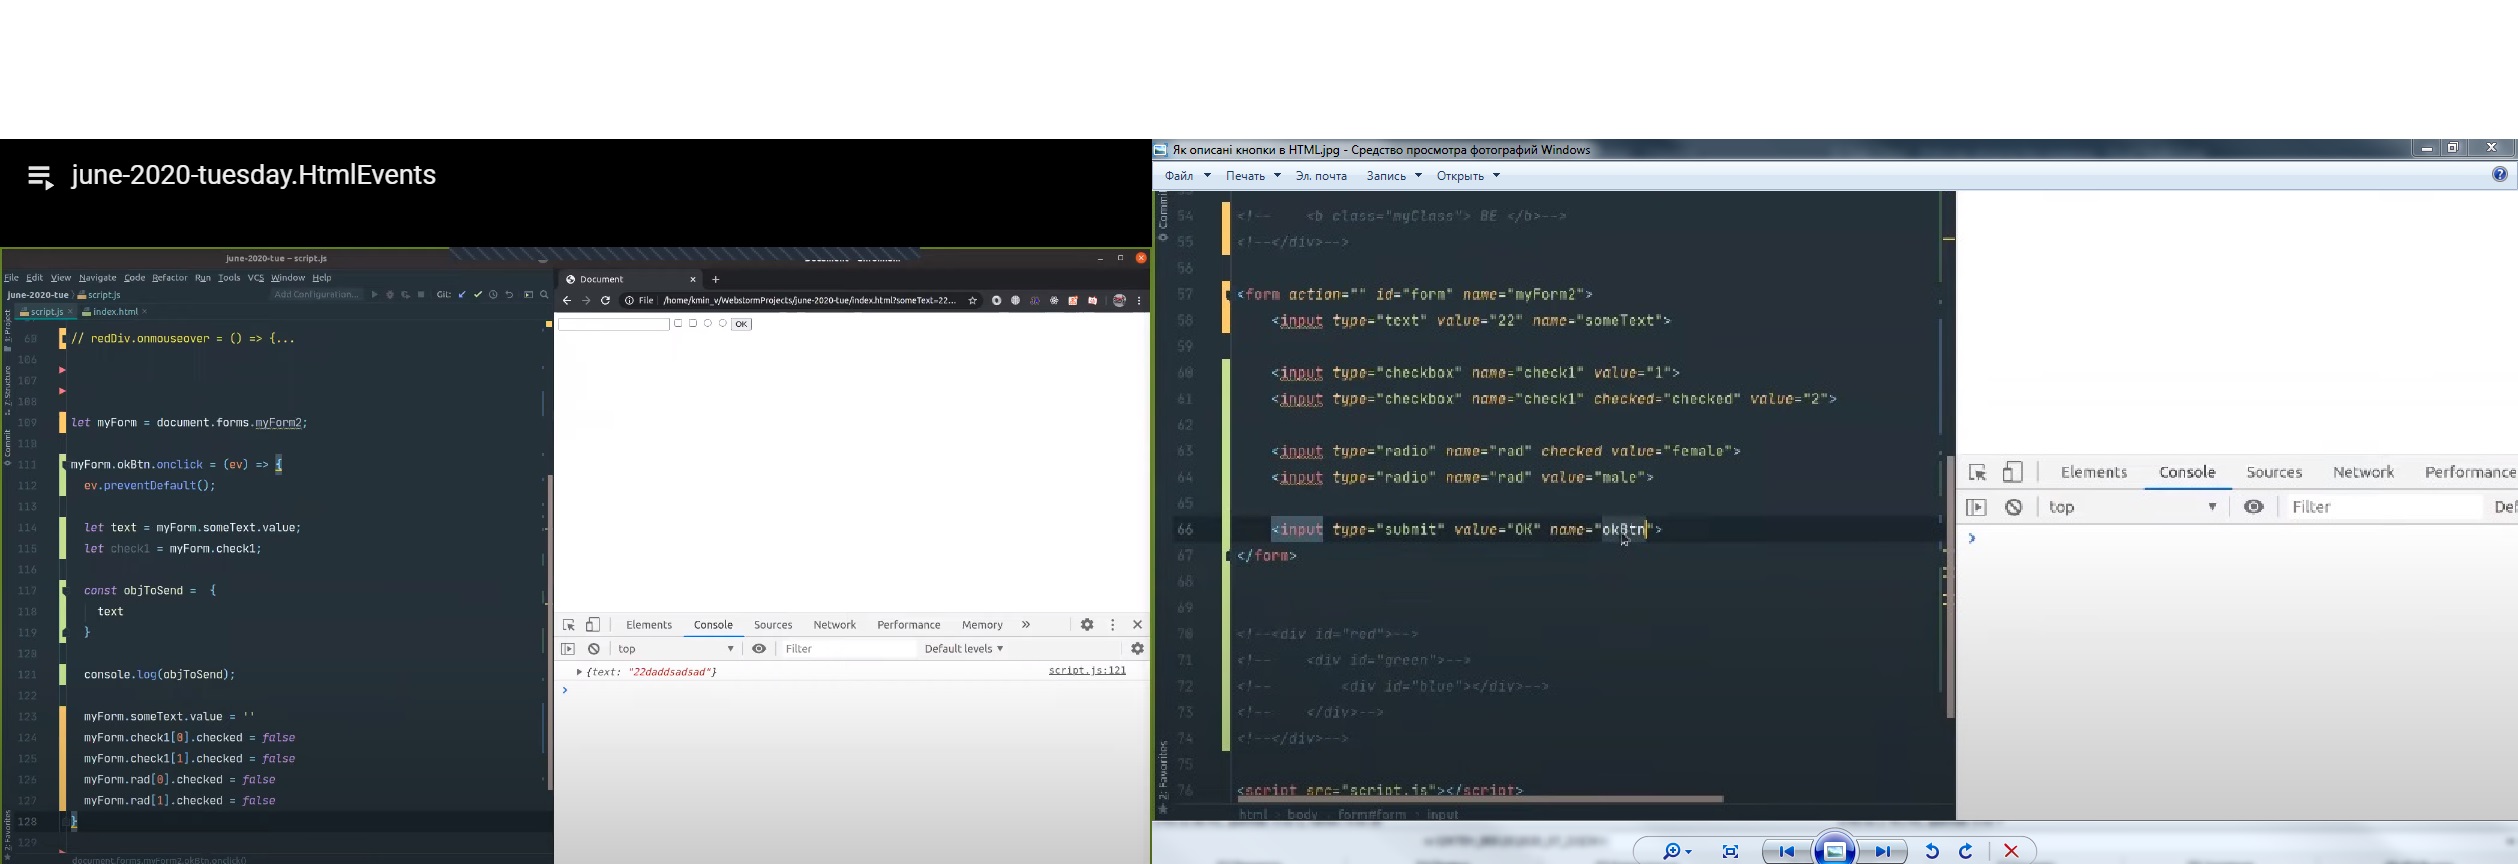 june-2020-tuesday.HtmlEvents
june-2020-tue – script.js
File Edit View Navigate Code Refactor Run Tools VCS Window Help
june-2020-tue script.js Add Configuration... Git:
script.js index.html
Project
Z: Structure
Commit
2: Favorites
69 // redDiv.onmouseover = () => {...
106
107
108
109 let myForm = document.forms.myForm2;
110
111 myForm.okBtn.onclick = (ev) => {
112 ev.preventDefault();
113
114 let text = myForm.someText.value;
115 let check1 = myForm.check1;
116
117 const objToSend = {
118 text
119 }
120
121 console.log(objToSend);
122
123 myForm.someText.value = ''
124 myForm.check1[0].checked = false
125 myForm.check1[1].checked = false
126 myForm.rad[0].checked = false
127 myForm.rad[1].checked = false
128 }
129
document.forms.myForm2.okBtn.onclick()
Document
File /home/kmin_v/WebstormProjects/june-2020-tue/index.html?someText=22...
OK
Elements Console Sources Network Performance Memory »
top Filter Default levels
{text: "22daddsadsad"} script.js:121
Як описані кнопки в HTML.jpg - Средство просмотра фотографий Windows
Файл Печать Эл. почта Запись Открыть
Commit
2: Favorites
54 <!-- <b class="myClass"> BE </b>-->
55 <!--</div>-->
56
57 <form action="" id="form" name="myForm2">
58 <input type="text" value="22" name="someText">
59
60 <input type="checkbox" name="check1" value="1">
61 <input type="checkbox" name="check1" checked="checked" value="2">
62
63 <input type="radio" name="rad" checked value="female">
64 <input type="radio" name="rad" value="male">
65
66 <input type="submit" value="OK" name="okBtn">
67 </form>
68
69
70 <!--<div id="red">-->
71 <!-- <div id="green">-->
72 <!-- <div id="blue"></div>-->
73 <!-- </div>-->
74 <!--</div>-->
75
76 <script src="script.js"></script>
html body form#form input
Elements Console Sources Network Performance
top Filter Def